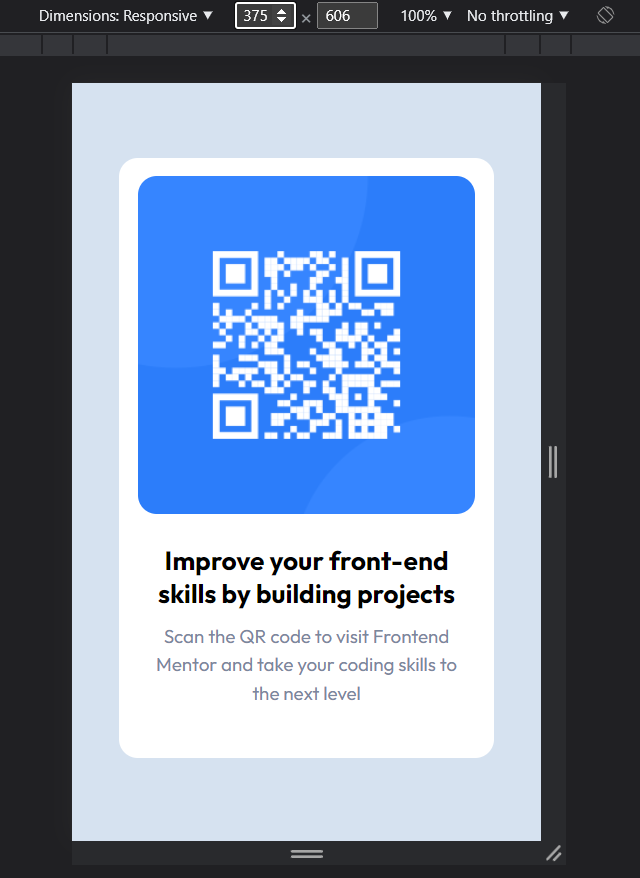 Dimensions: Responsive ▼ 375 × 606 100% ▼ No throttling ▼
Improve your front-end
skills by building projects
Scan the QR code to visit Frontend
Mentor and take your coding skills to
the next level